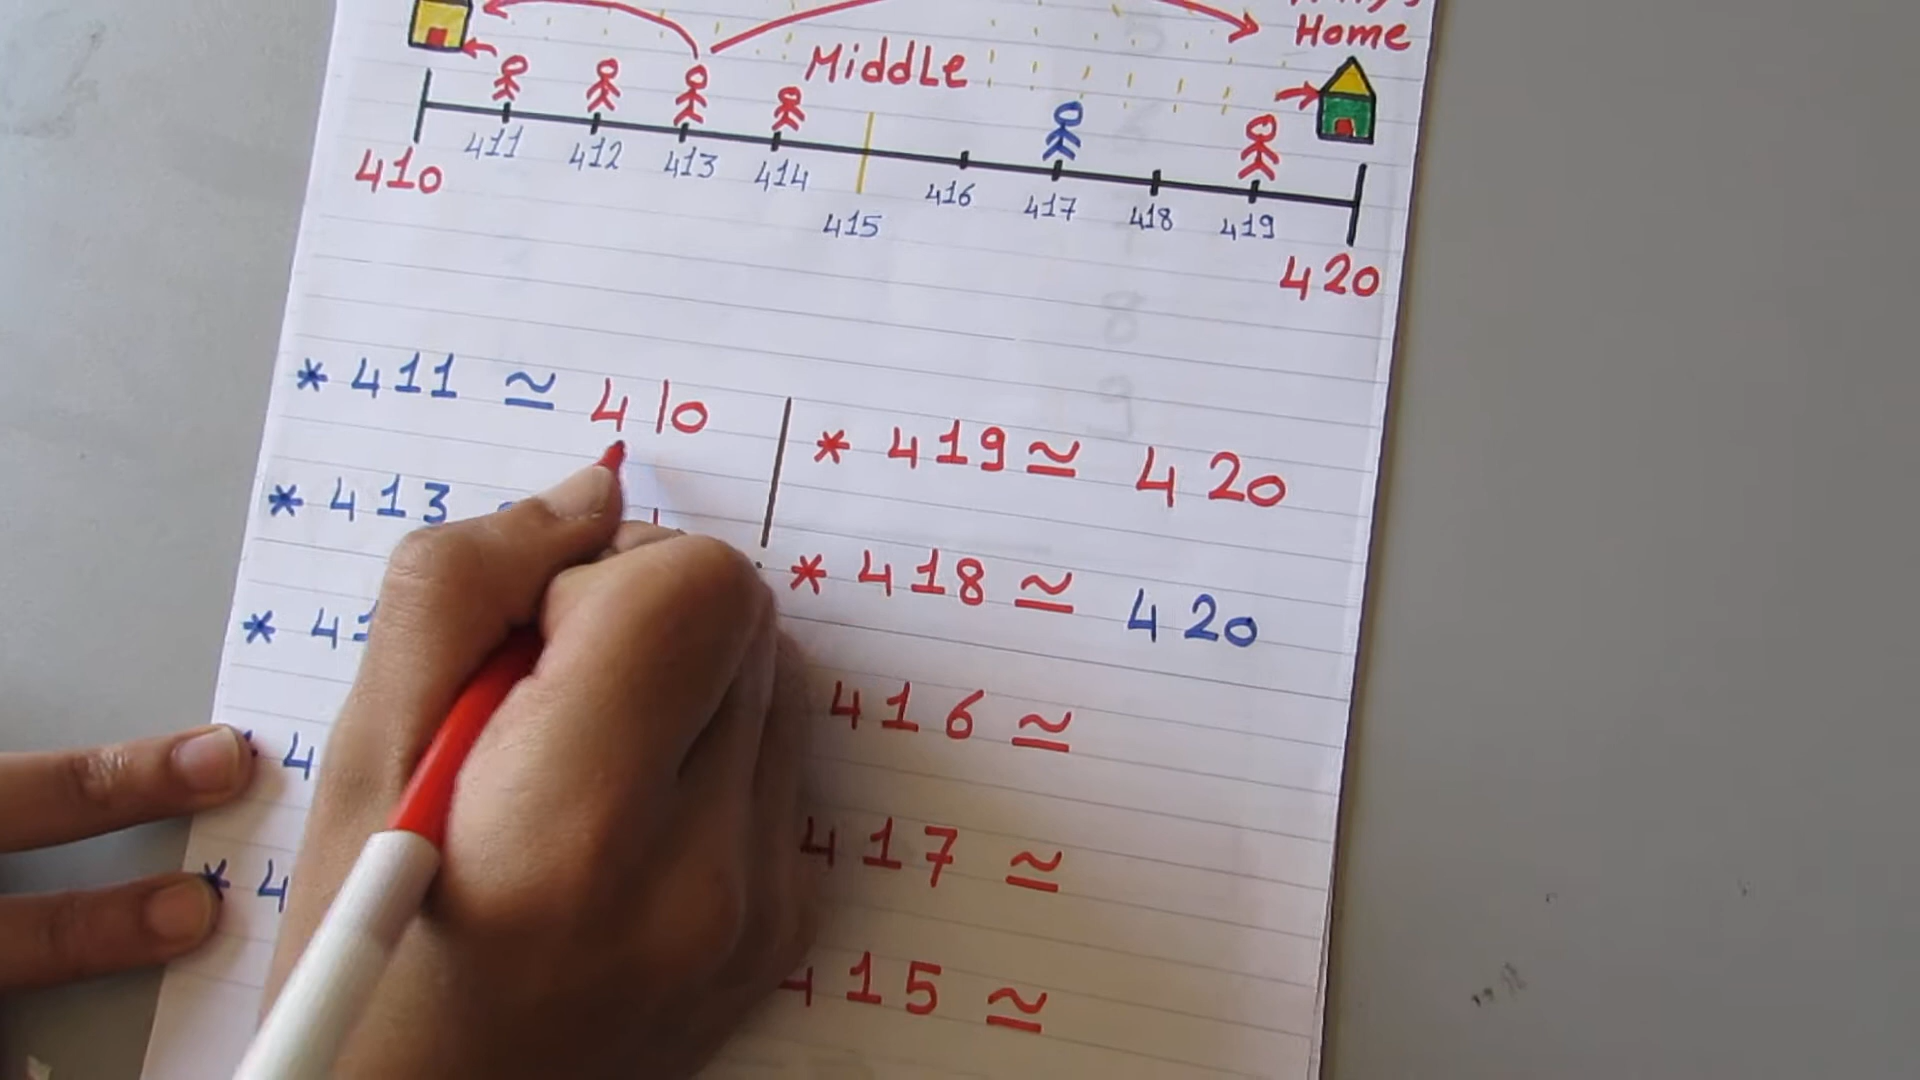 Home
Middle
410 411 412 413 414 415 416 417 418 419 420
* 411 ≃ 410
* 419 ≃ 420
* 413
* 418 ≃ 420
*
416 ≃
417 ≃
*
415 ≃